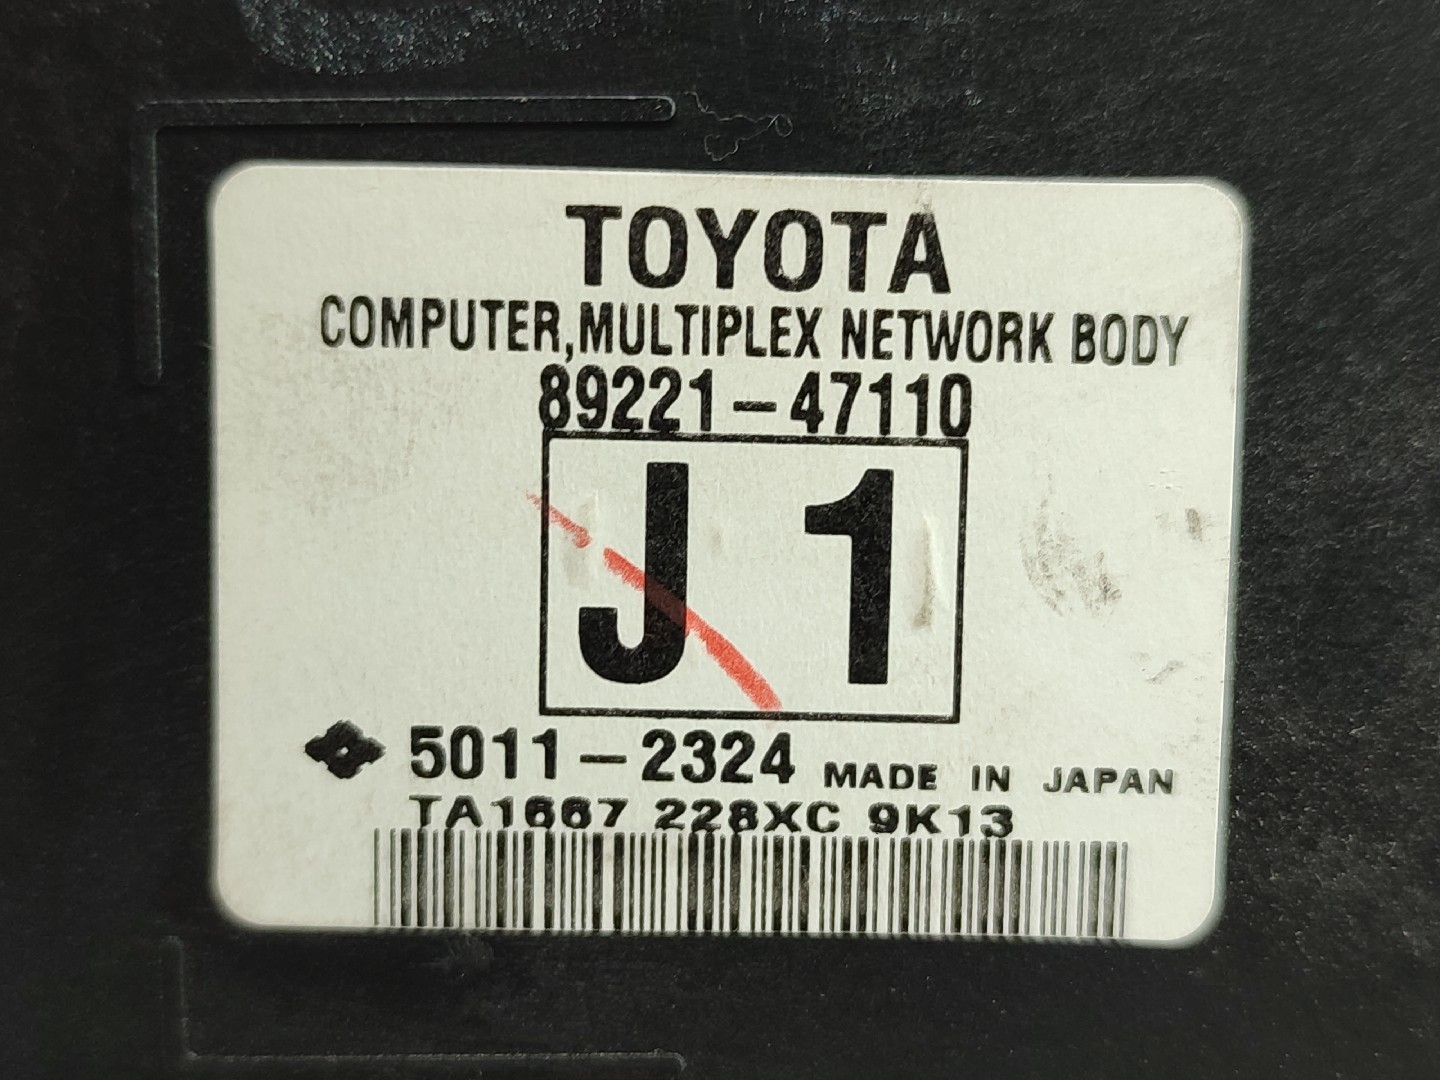 TOYOTA
COMPUTER,MULTIPLEX NETWORK BODY
89221-47110
J1
5011-2324 MADE IN JAPAN
TA1667 228XC 9K13